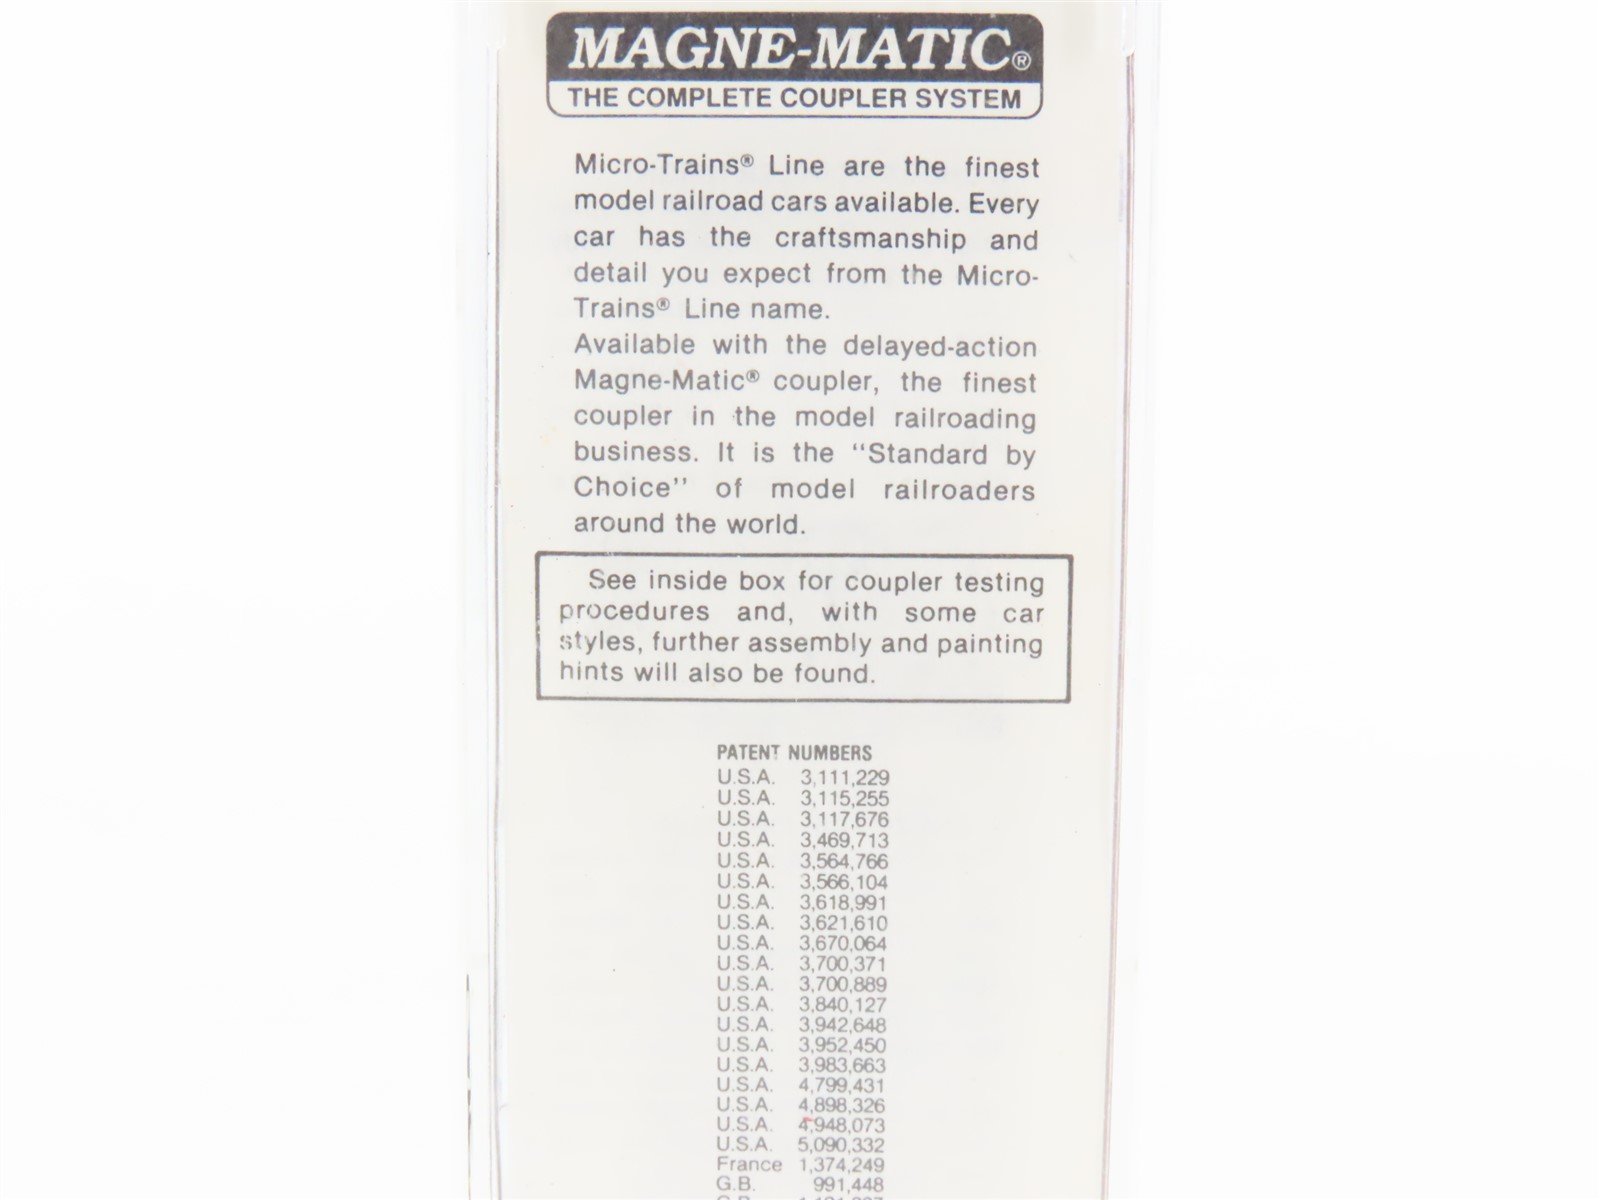 MAGNE-MATIC®
THE COMPLETE COUPLER SYSTEM
Micro-Trains® Line are the finest
model railroad cars available. Every
car has the craftsmanship and
detail you expect from the Micro-
Trains® Line name.
Available with the delayed-action
Magne-Matic® coupler, the finest
coupler in the model railroading
business. It is the "Standard by
Choice" of model railroaders
around the world.
See inside box for coupler testing
procedures and, with some car
styles, further assembly and painting
hints will also be found.
PATENT NUMBERS
U.S.A. 3,111,229
U.S.A. 3,115,255
U.S.A. 3,117,676
U.S.A. 3,469,713
U.S.A. 3,564,766
U.S.A. 3,566,104
U.S.A. 3,618,991
U.S.A. 3,621,610
U.S.A. 3,670,064
U.S.A. 3,700,371
U.S.A. 3,700,889
U.S.A. 3,840,127
U.S.A. 3,942,648
U.S.A. 3,952,450
U.S.A. 3,983,663
U.S.A. 4,799,431
U.S.A. 4,898,326
U.S.A. 4,948,073
U.S.A. 5,090,332
France 1,374,249
G.B. 991,448